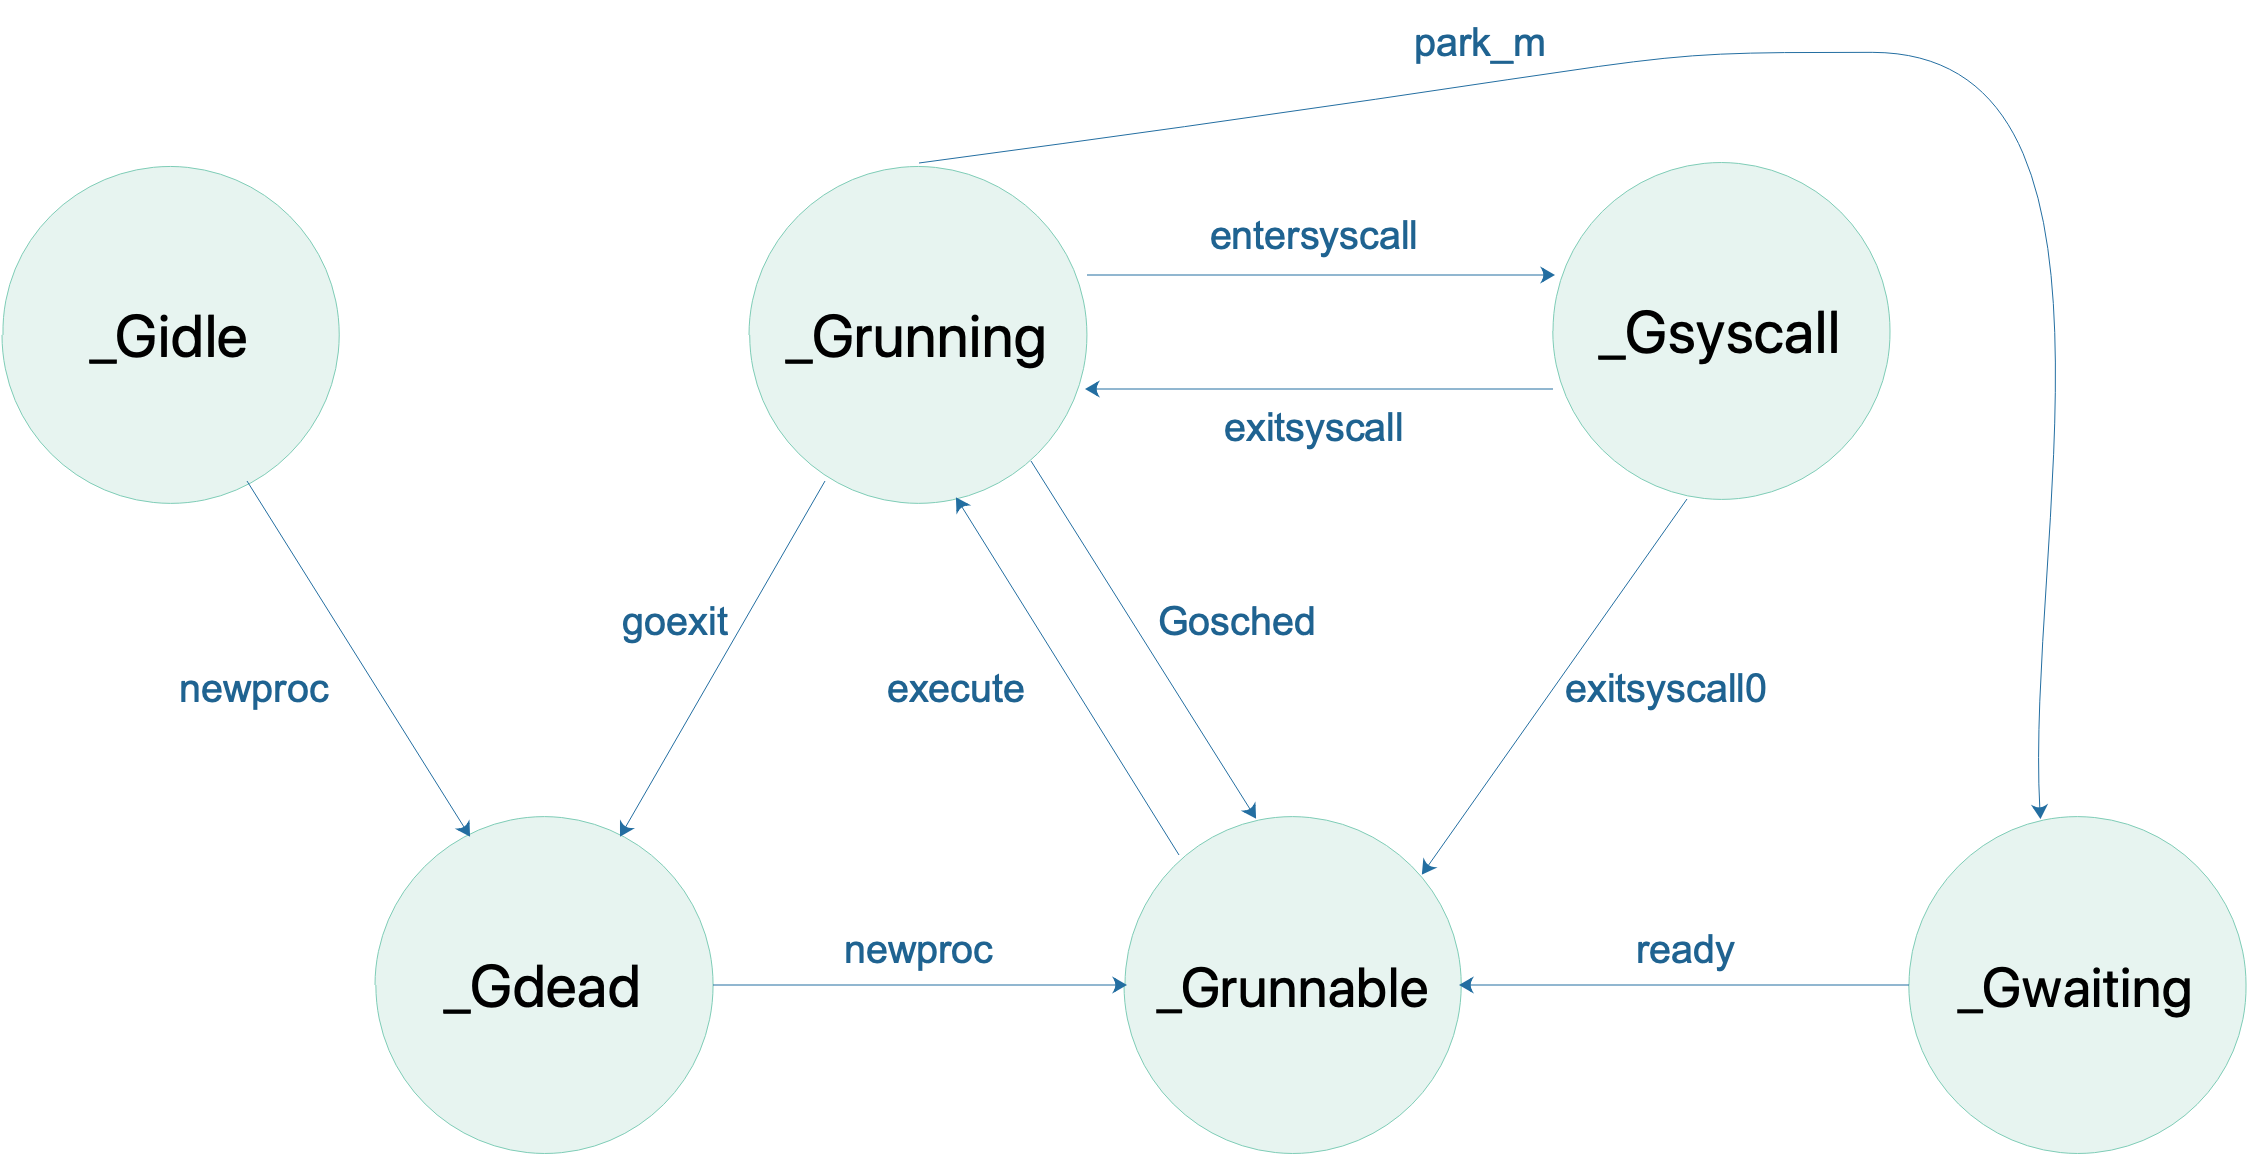 park_m
entersyscall
_Gidle
_Grunning
_Gsyscall
exitsyscall
goexit
Gosched
newproc
execute
exitsyscall0
newproc
ready
_Gdead
_Grunnable
_Gwaiting